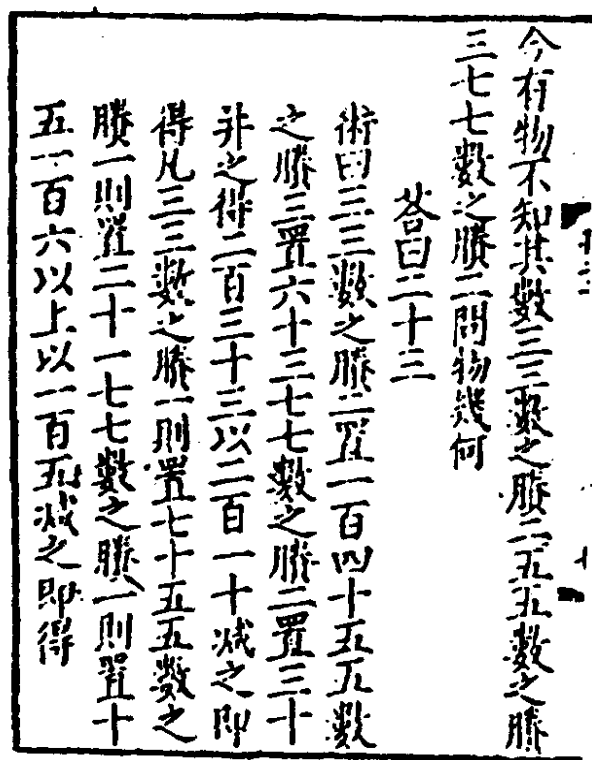 今有物不知其數三三數之賸二五五數之賸
三七七數之賸二問物幾何
荅曰二十三
術曰三三數之賸二置一百四十五五數
之賸三置六十三七七數之賸二置三十
并之得二百三十三以二百一十減之即
得凡三三數之賸一則置七十五五數之
賸一則置二十一七七數之賸一則置十
五一百六以上以一百五減之即得